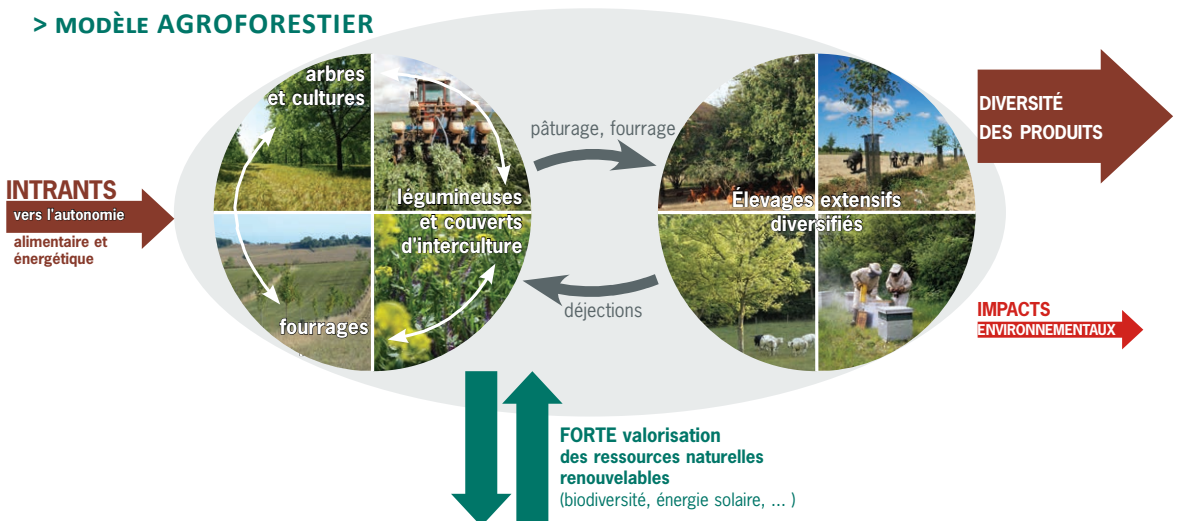 > MODÈLE AGROFORESTIER
arbres
et cultures
légumineuses
et couverts
d'interculture
fourrages
pâturage, fourrage
déjections
Élevages extensifs
diversifiés
INTRANTS
vers l'autonomie
alimentaire et
énergétique
DIVERSITÉ
DES PRODUITS
IMPACTS
ENVIRONNEMENTAUX
FORTE valorisation
des ressources naturelles
renouvelables
(biodiversité, énergie solaire, ... )